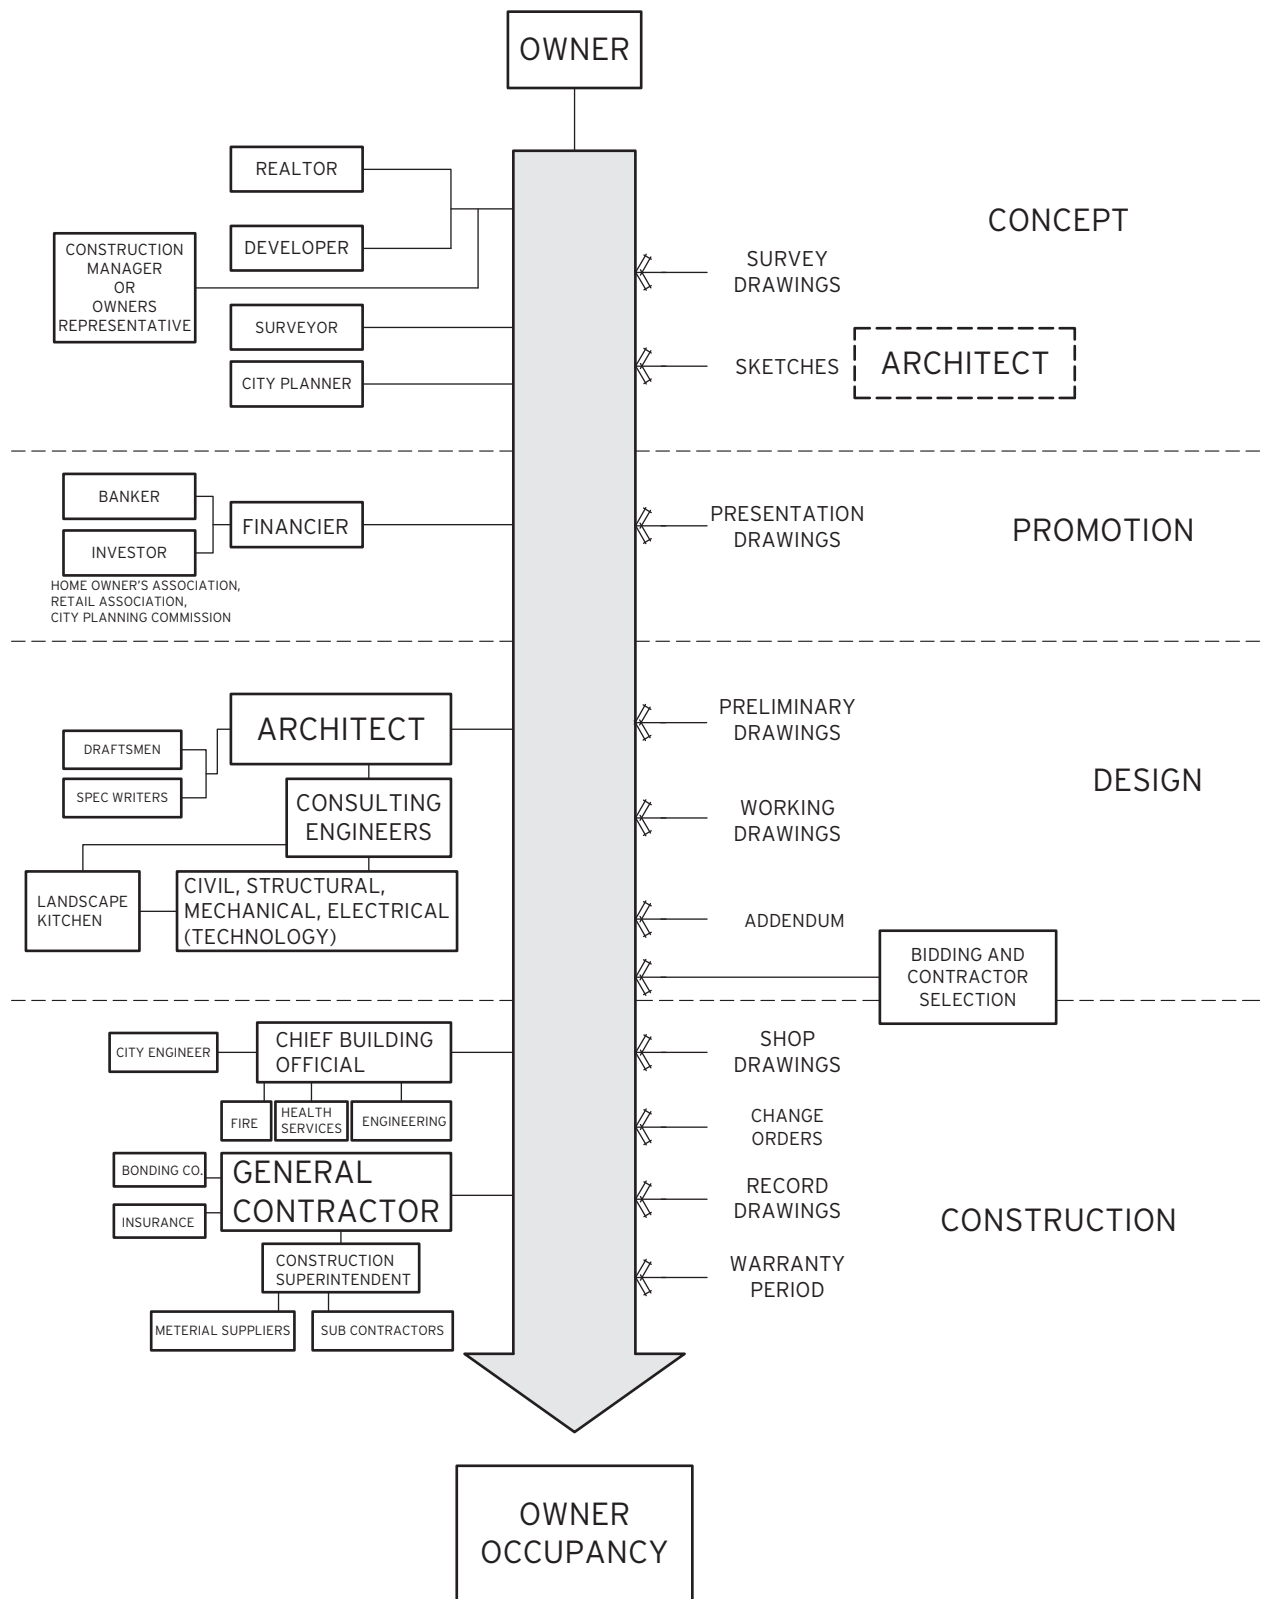 OWNER
REALTOR
DEVELOPER
CONSTRUCTION
MANAGER
OR
OWNERS
REPRESENTATIVE
SURVEYOR
CITY PLANNER
CONCEPT
SURVEY
DRAWINGS
SKETCHES
ARCHITECT
BANKER
INVESTOR
HOME OWNER'S ASSOCIATION,
RETAIL ASSOCIATION,
CITY PLANNING COMMISSION
FINANCIER
PRESENTATION
DRAWINGS
PROMOTION
ARCHITECT
DRAFTSMEN
SPEC WRITERS
CONSULTING
ENGINEERS
LANDSCAPE
KITCHEN
CIVIL, STRUCTURAL,
MECHANICAL, ELECTRICAL
(TECHNOLOGY)
PRELIMINARY
DRAWINGS
WORKING
DRAWINGS
ADDENDUM
DESIGN
BIDDING AND
CONTRACTOR
SELECTION
CITY ENGINEER
CHIEF BUILDING
OFFICIAL
FIRE
HEALTH
SERVICES
ENGINEERING
BONDING CO.
INSURANCE
GENERAL
CONTRACTOR
CONSTRUCTION
SUPERINTENDENT
METERIAL SUPPLIERS
SUB CONTRACTORS
SHOP
DRAWINGS
CHANGE
ORDERS
RECORD
DRAWINGS
WARRANTY
PERIOD
CONSTRUCTION
OWNER
OCCUPANCY